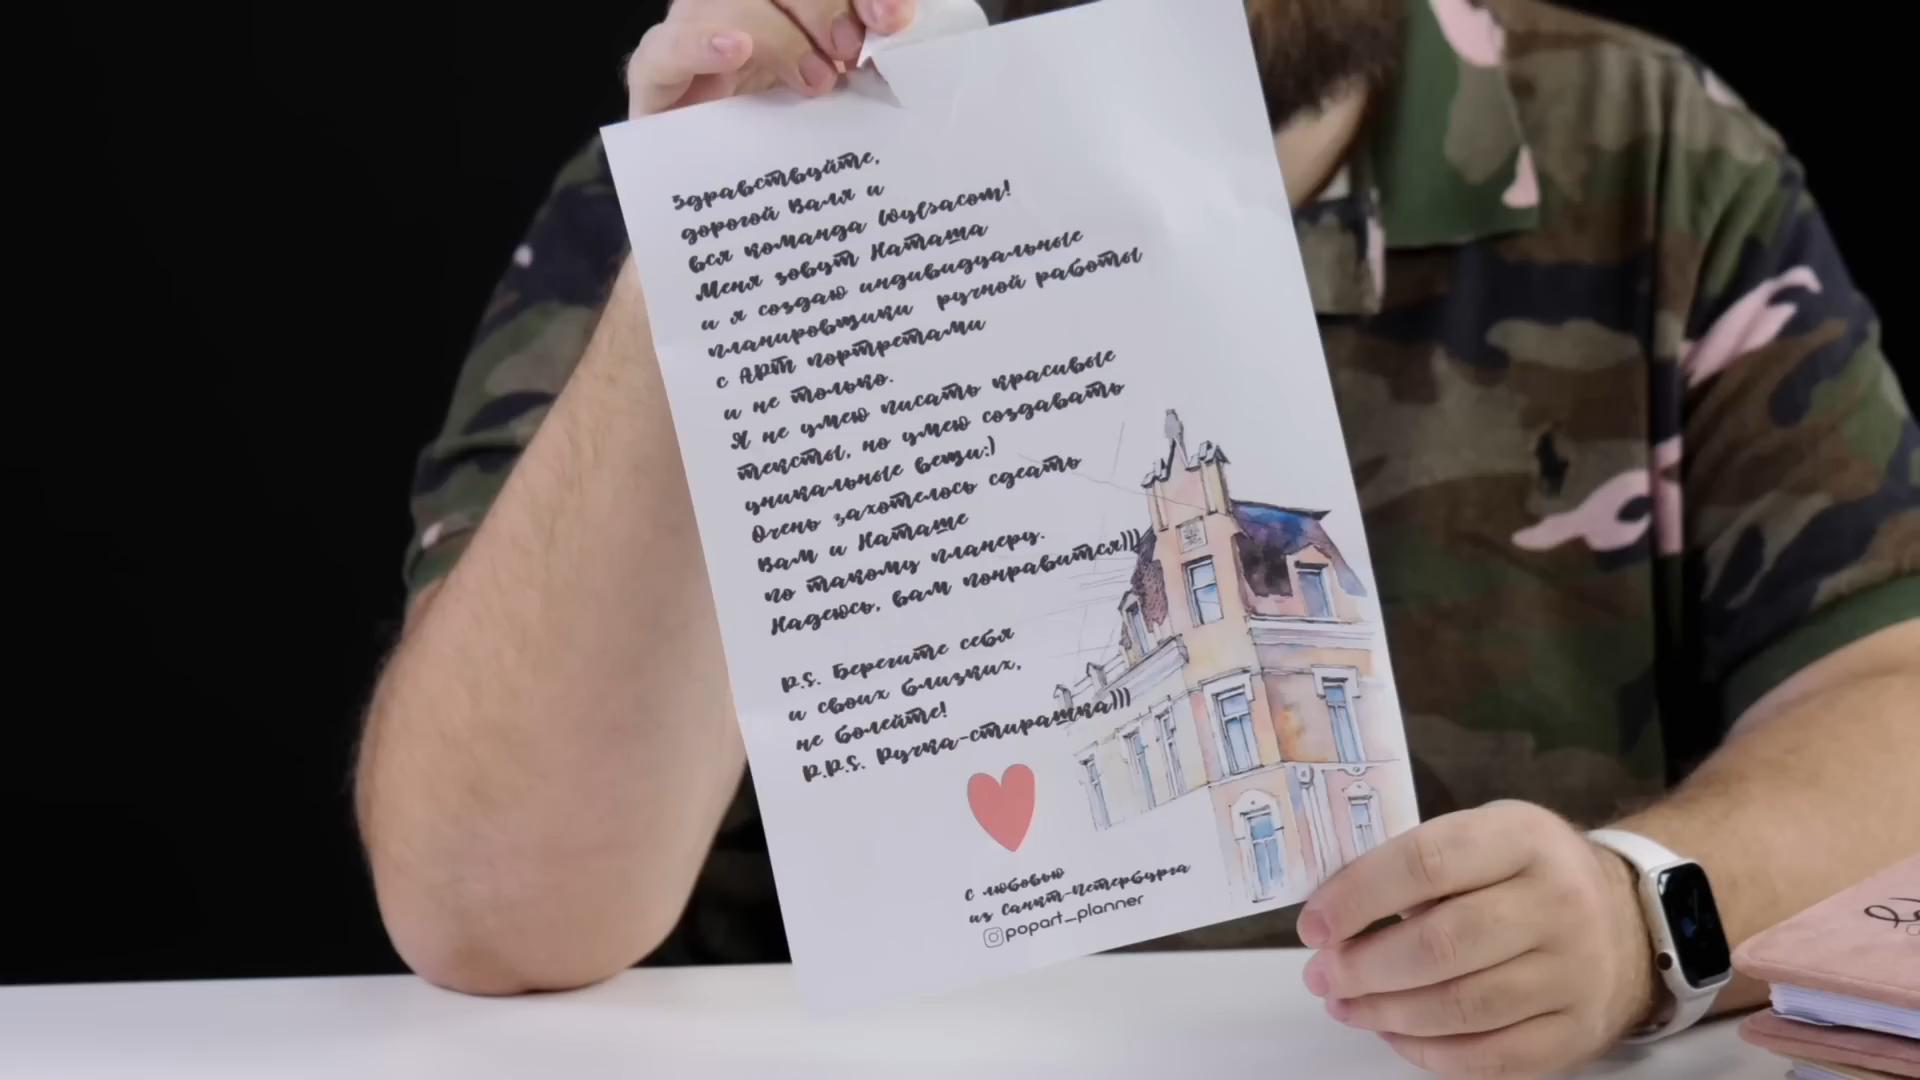 Здравствуйте,
дорогой Валя и
вся команда Wylsacom!
Меня зовут Наташа
и я создаю индивидуальные
планировщики ручной работы
с АРТ портретами
и не только.
Я не умею писать красивые
тексты, но умею создавать
уникальные вещи:)
Очень захотелось сдеать
Вам и Наташе
по такому планеру.
Надеюсь, вам понравится)))
P.S. Берегите себя
и своих близких,
не болейте!
P.P.S. Ручка-стирашка)))
с любовью
из Санкт-Петербурга
popart_planner